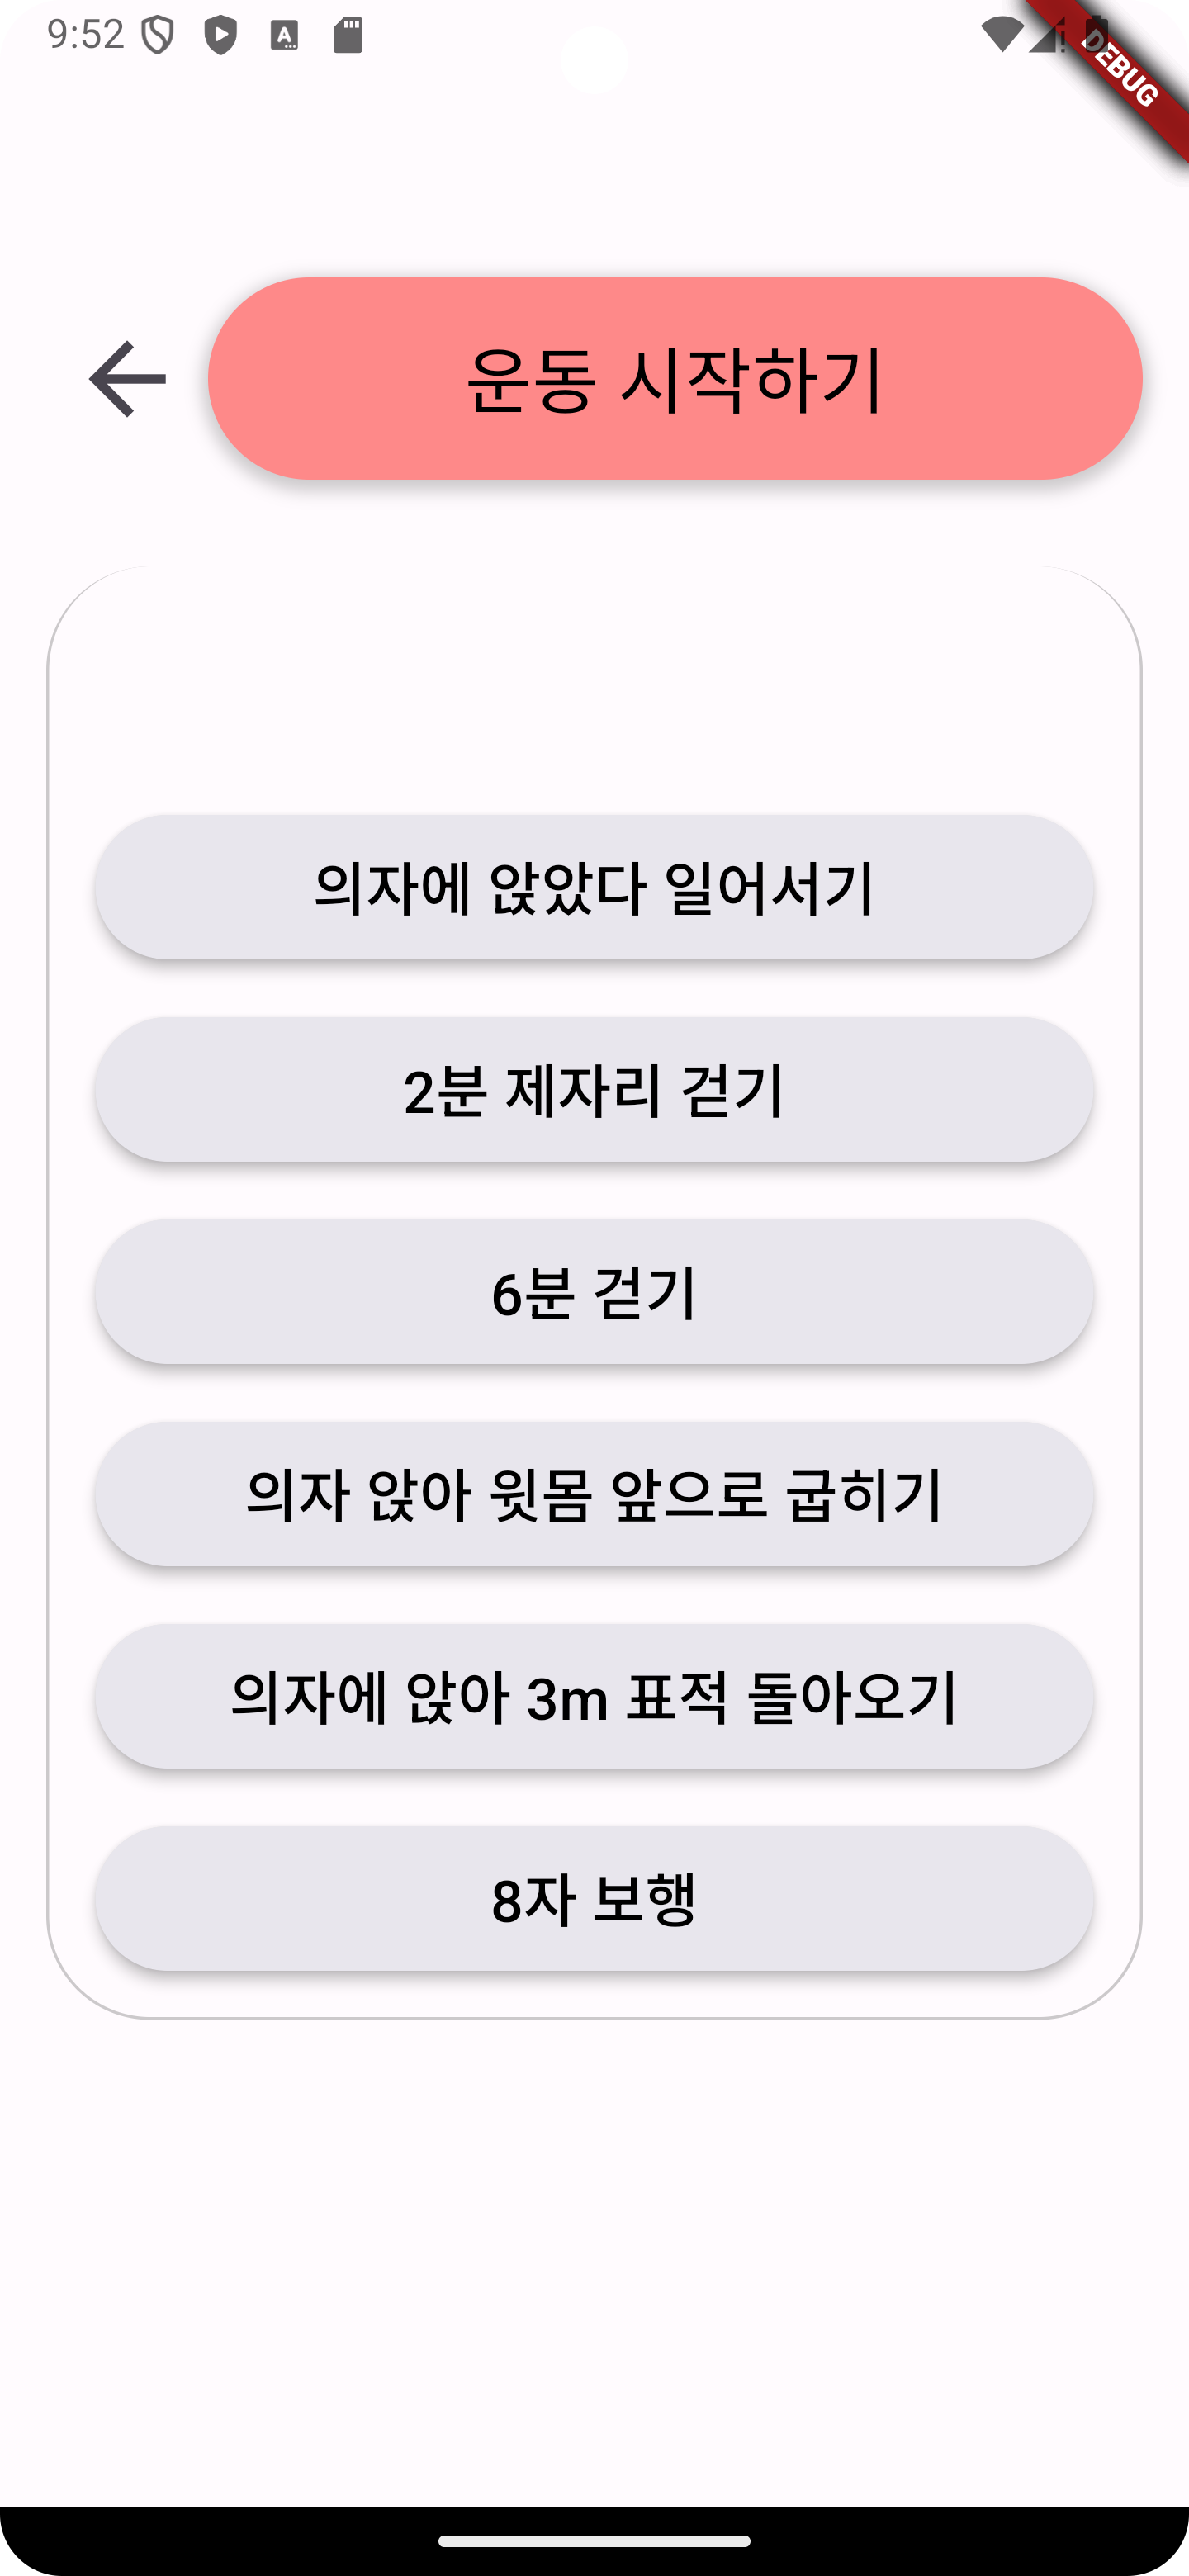 9:52
DEBUG
운동 시작하기
의자에 앉았다 일어서기
2분 제자리 걷기
6분 걷기
의자 앉아 윗몸 앞으로 굽히기
의자에 앉아 3m 표적 돌아오기
8자 보행